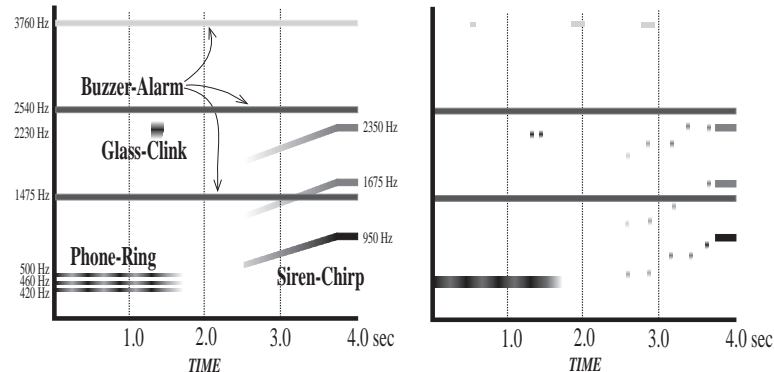 3760 Hz
Buzzer-Alarm
2540 Hz
2230 Hz
2350 Hz
Glass-Clink
1675 Hz
1475 Hz
950 Hz
Phone-Ring
500 Hz
460 Hz
420 Hz
Siren-Chirp
1.0 2.0 3.0 4.0 sec
TIME
1.0 2.0 3.0 4.0 sec
TIME